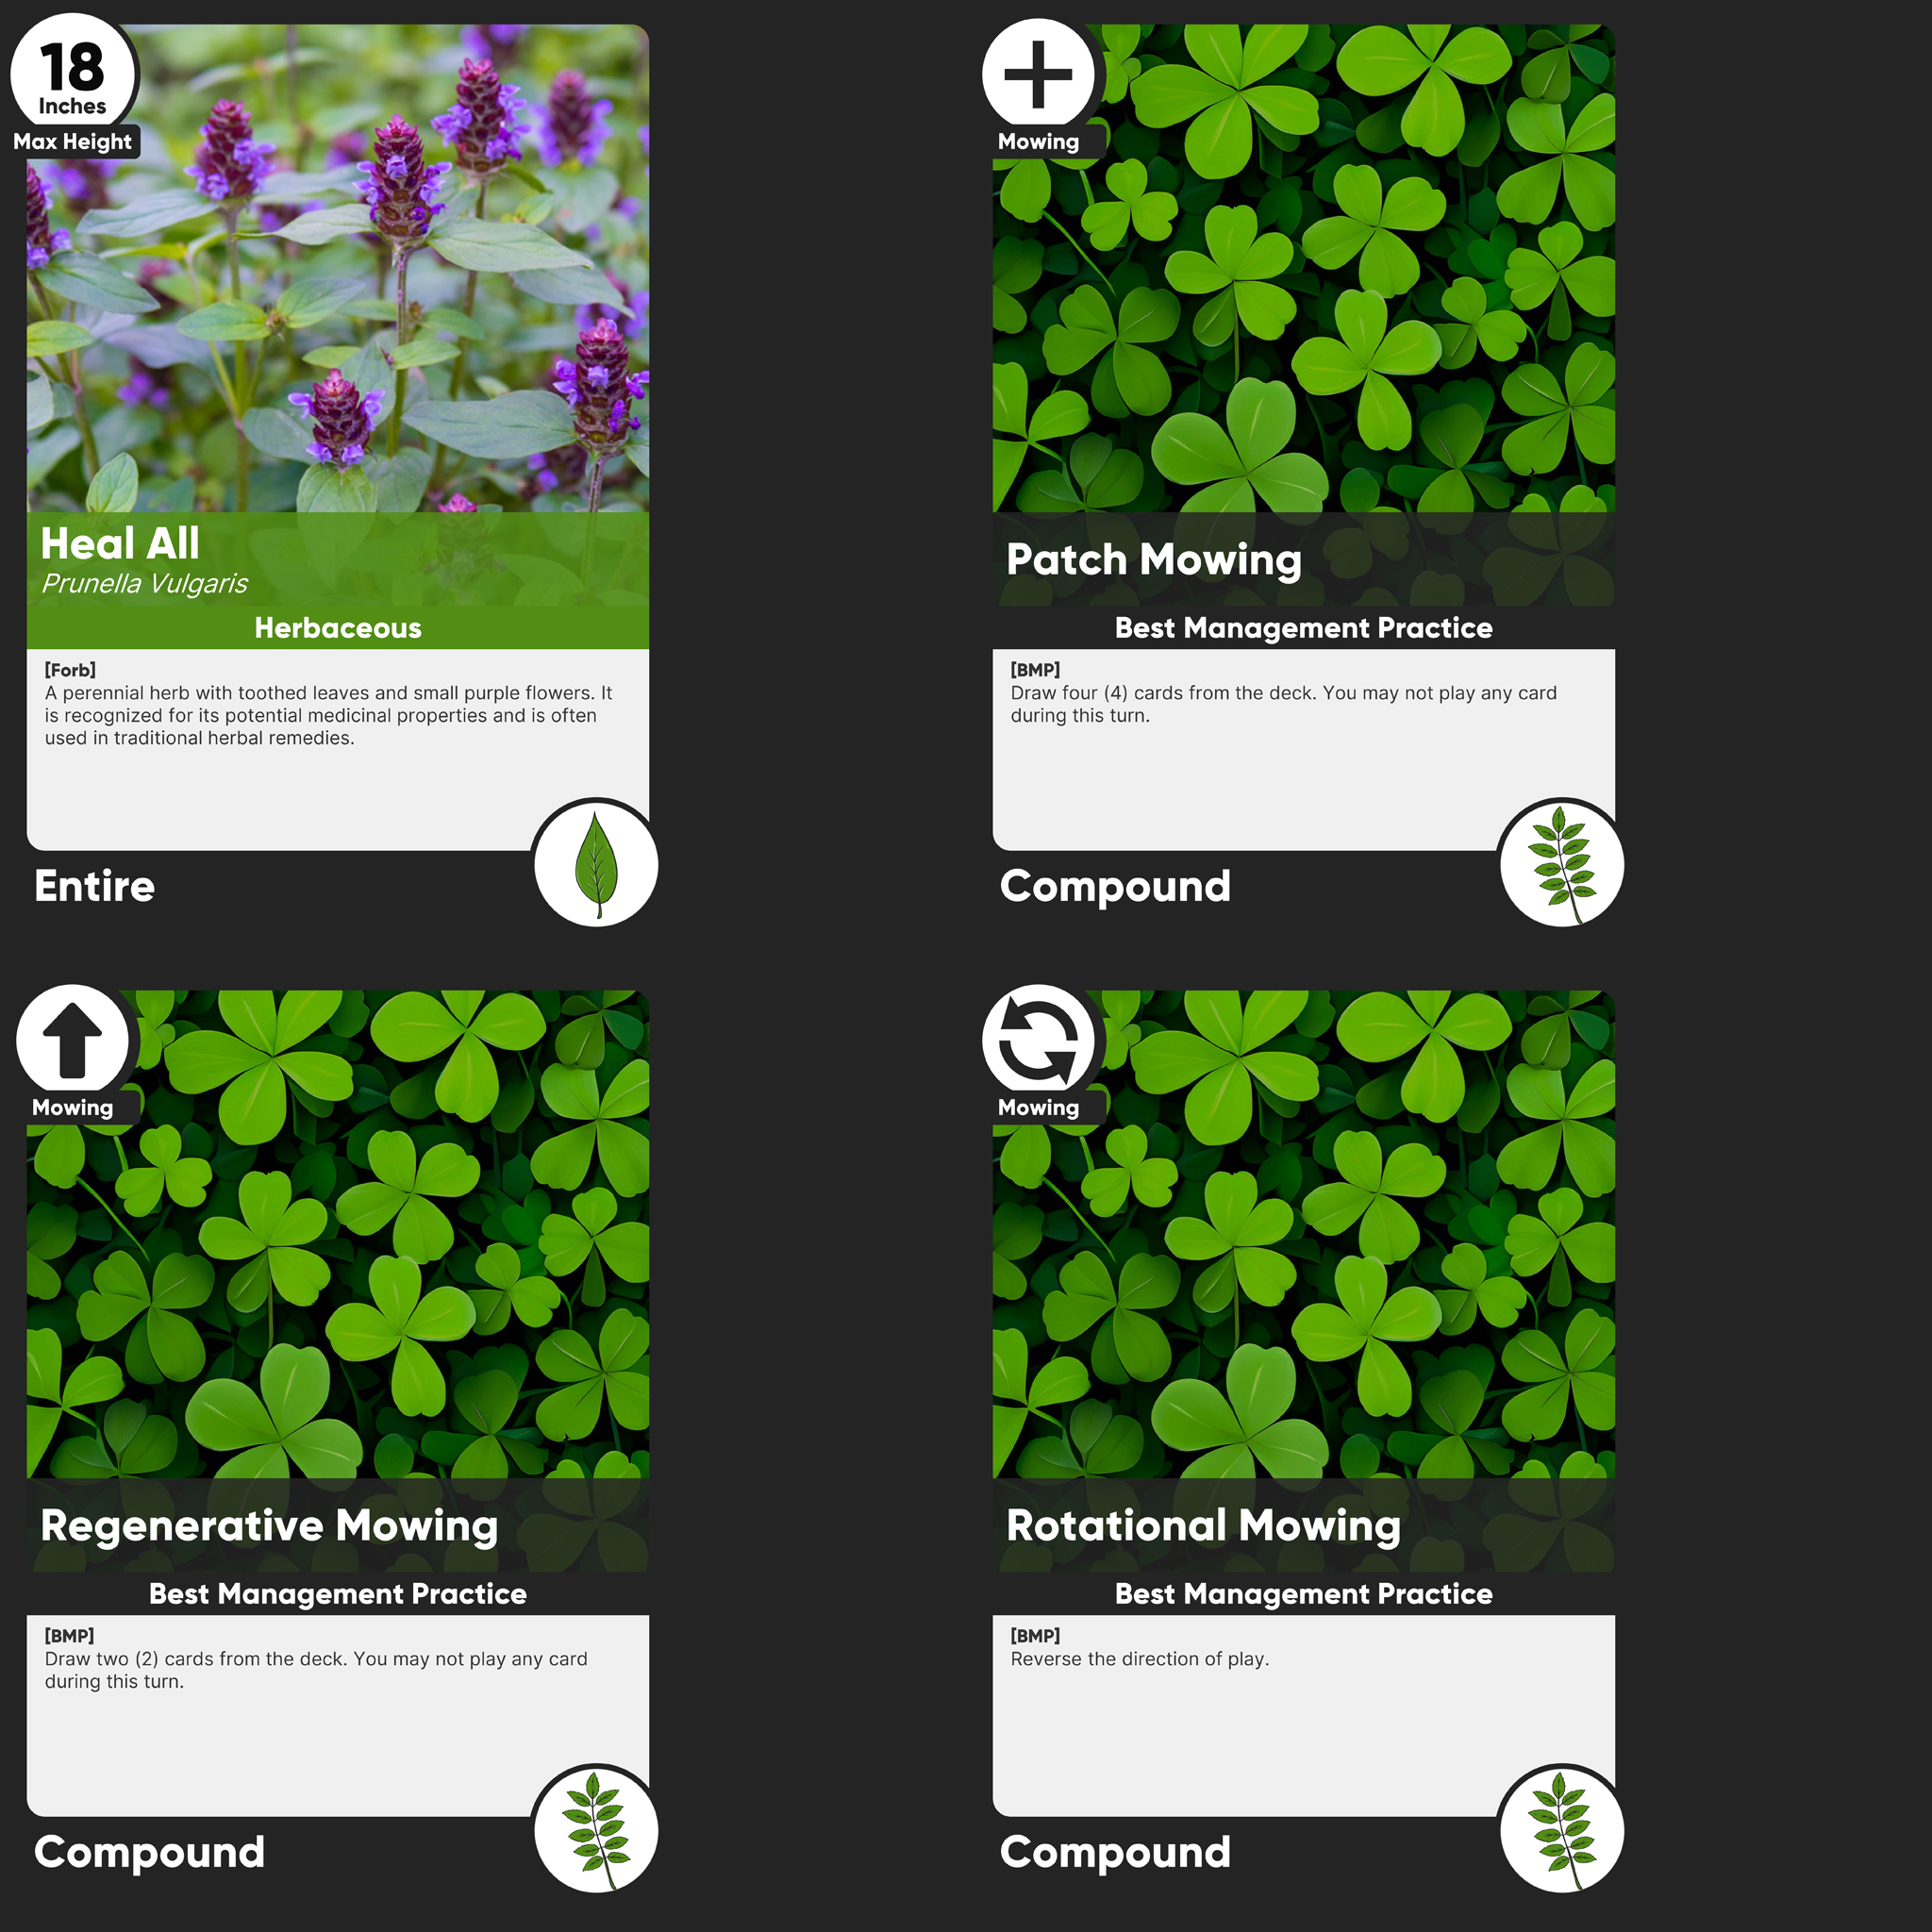 18
Inches
Max Height
Heal All
Prunella Vulgaris
Herbaceous
[Forb]
A perennial herb with toothed leaves and small purple flowers. It
is recognized for its potential medicinal properties and is often
used in traditional herbal remedies.
Entire
Mowing
Patch Mowing
Best Management Practice
[BMP]
Draw four (4) cards from the deck. You may not play any card
during this turn.
Compound
Mowing
Regenerative Mowing
Best Management Practice
[BMP]
Draw two (2) cards from the deck. You may not play any card
during this turn.
Compound
Mowing
Rotational Mowing
Best Management Practice
[BMP]
Reverse the direction of play.
Compound